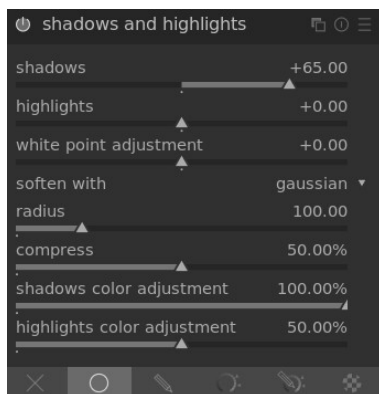 shadows and highlights
shadows +65.00
highlights +0.00
white point adjustment +0.00
soften with gaussian
radius 100.00
compress 50.00%
shadows color adjustment 100.00%
highlights color adjustment 50.00%